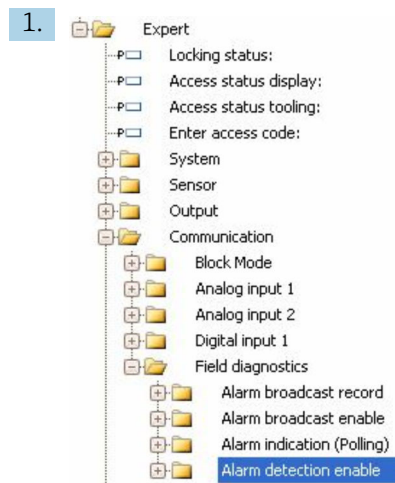 1.
Expert
Locking status:
Access status display:
Access status tooling:
Enter access code:
System
Sensor
Output
Communication
Block Mode
Analog input 1
Analog input 2
Digital input 1
Field diagnostics
Alarm broadcast record
Alarm broadcast enable
Alarm indication (Polling)
Alarm detection enable